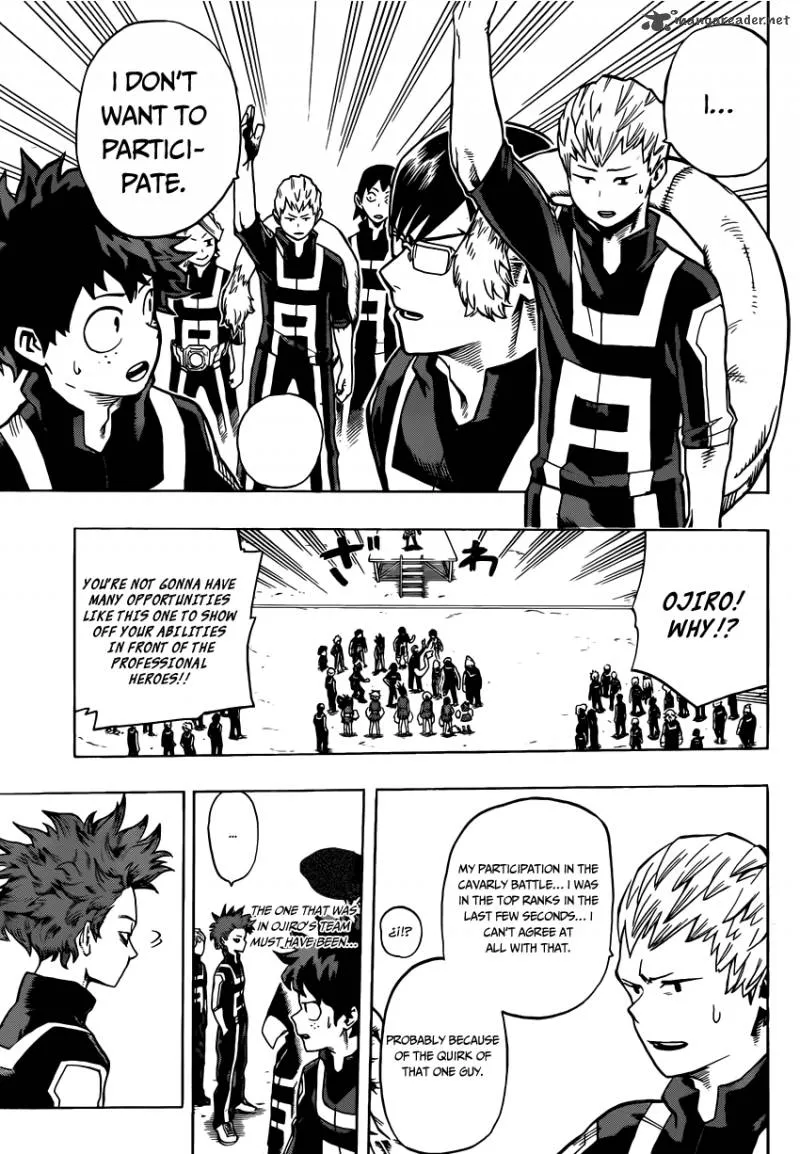 mangareader.net
I...
I DON'T
WANT TO
PARTICI-
PATE.
OJIRO!
WHY!?
ざ
わ
YOU'RE NOT GONNA HAVE
MANY OPPORTUNITIES
LIKE THIS ONE TO SHOW
OFF YOUR ABILITIES
IN FRONT OF THE
PROFESSIONAL
HEROES!!
MY PARTICIPATION IN THE
CAVARLY BATTLE... I WAS
IN THE TOP RANKS IN THE
LAST FEW SECONDS... I
CAN'T AGREE AT
ALL WITH THAT.
PROBABLY BECAUSE
OF THE QUIRK OF
THAT ONE GUY.
¿¡!?
...
THE ONE THAT WAS
IN OJIRO'S TEAM
MUST HAVE BEEN...